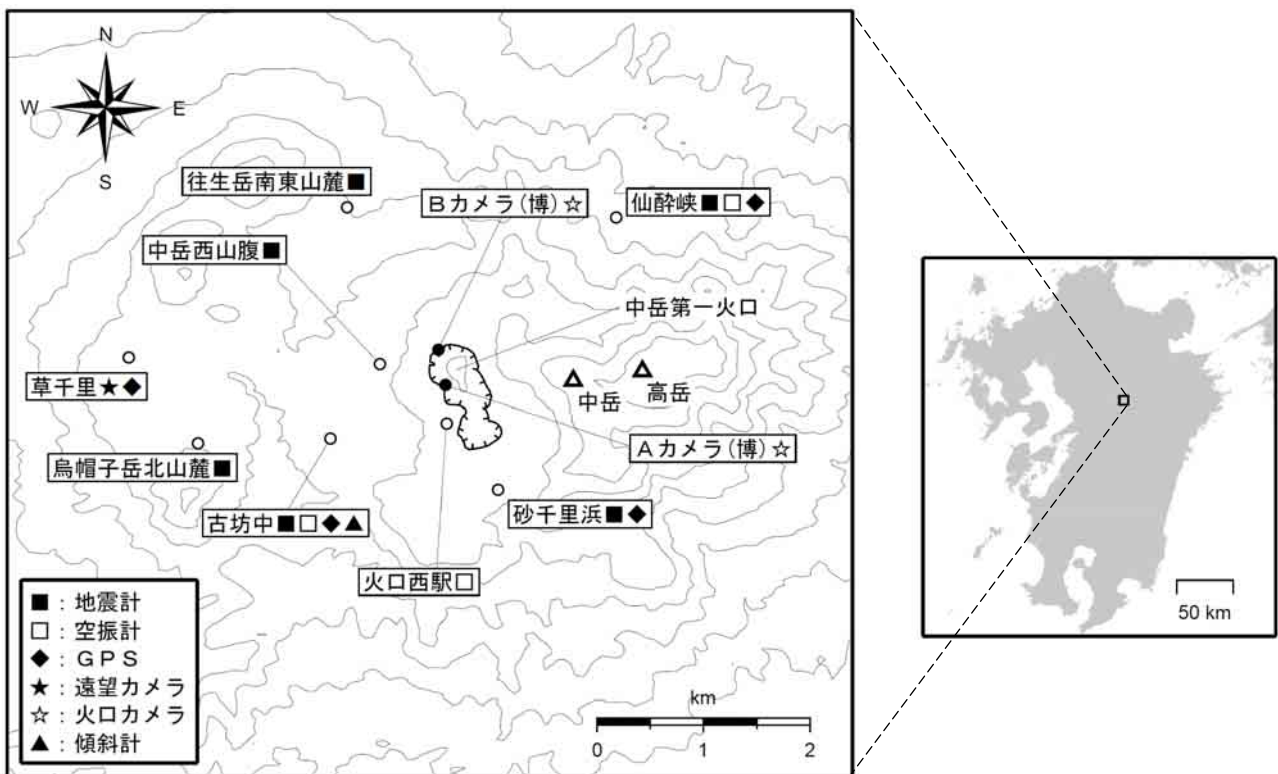 N
W
E
S
往生岳南東山麓■
Bカメラ(博)☆
仙酔峡■□◆
中岳西山腹■
中岳第一火口
草千里★◆
中岳
高岳
烏帽子岳北山麓■
Aカメラ(博)☆
古坊中■□◆▲
砂千里浜■◆
火口西駅□
■:地震計
□:空振計
◆:GPS
★:遠望カメラ
☆:火口カメラ
▲:傾斜計
km
0 1 2
50 km